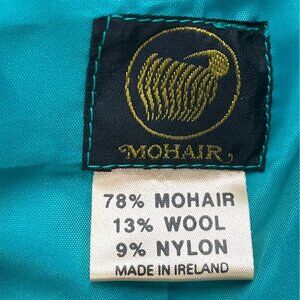 MOHAIR
78% MOHAIR
13% WOOL
9% NYLON
MADE IN IRELAND